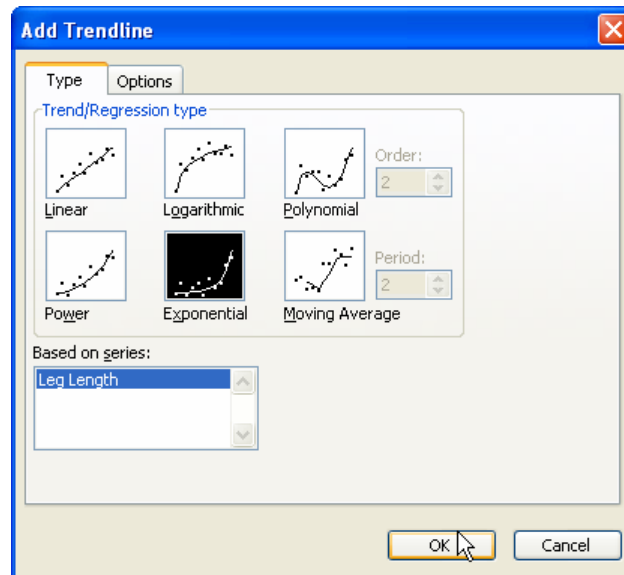 Add Trendline
Type Options
Trend/Regression type
Order:
2
Linear Logarithmic Polynomial
Period:
2
Power Exponential Moving Average
Based on series:
Leg Length
OK Cancel